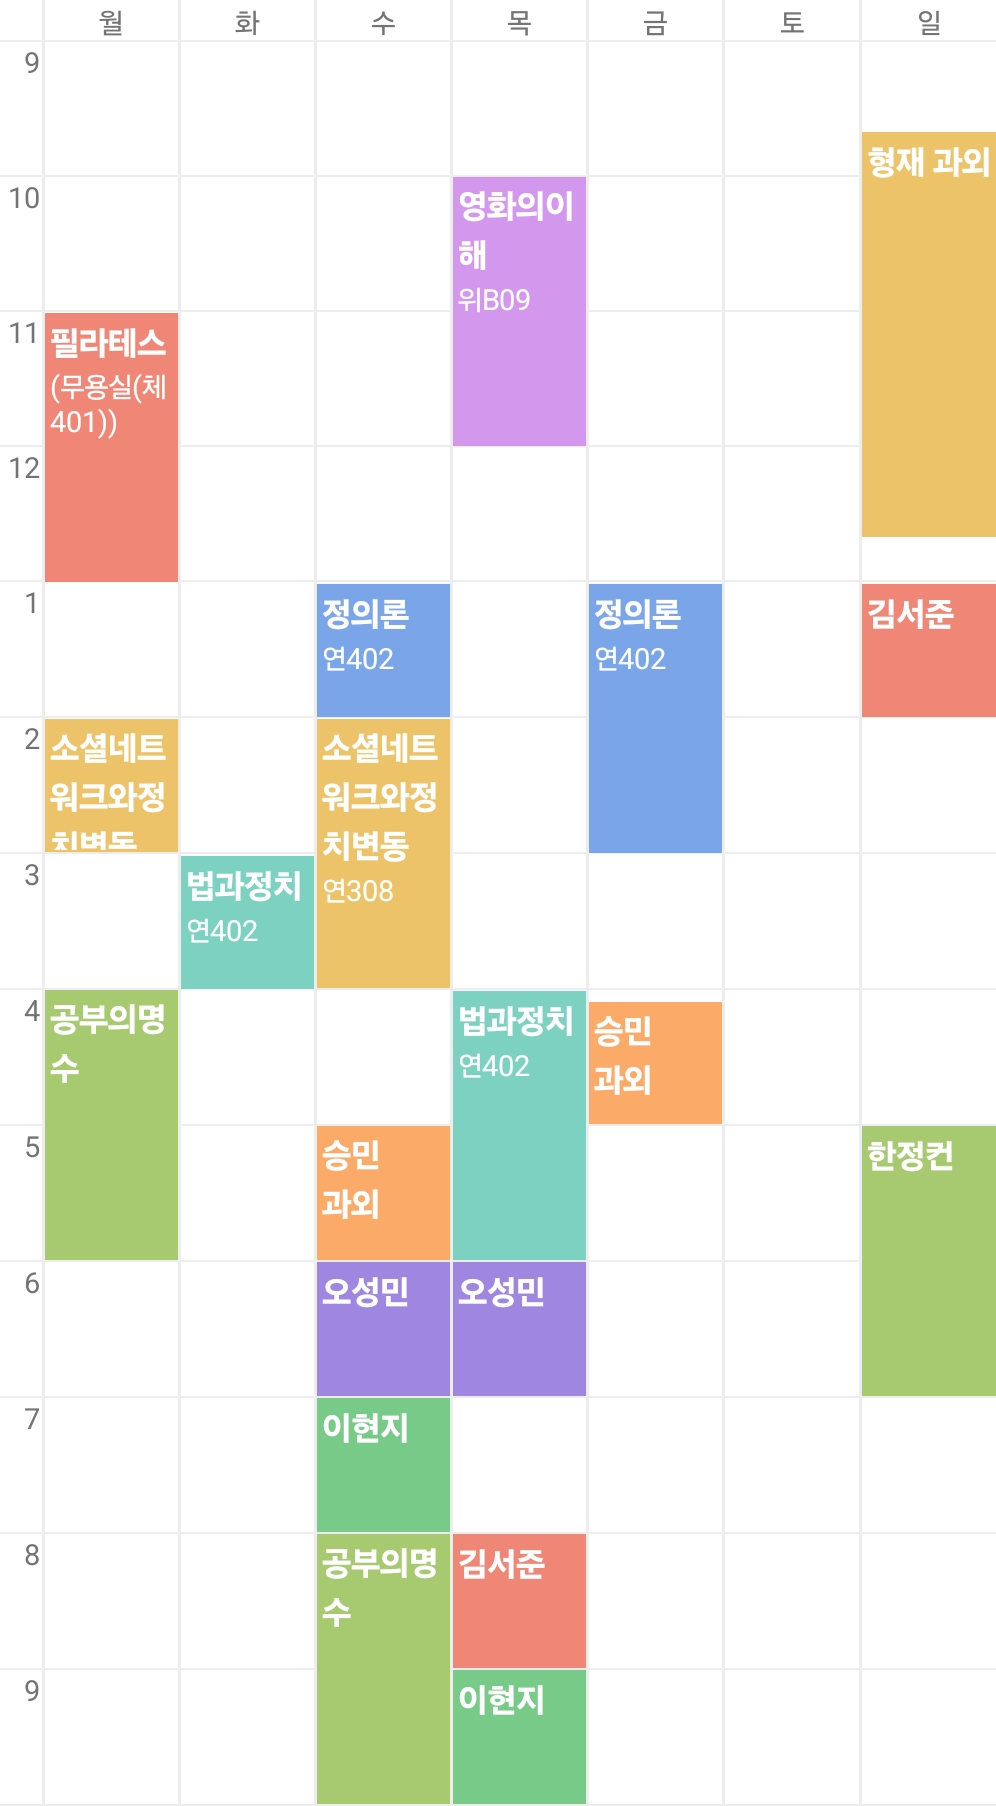 월 화 수 목 금 토 일
9
형재 과외
10
영화의이
해
위B09
11
필라테스
(무용실(체
401))
12
1
정의론
연402
정의론
연402
김서준
2
소셜네트
워크와정
치변동
소셜네트
워크와정
치변동
연308
3
법과정치
연402
4
공부의명
수
법과정치
연402
승민
과외
5
승민
과외
한정컨
6
오성민
오성민
7
이현지
8
공부의명
수
김서준
9
이현지